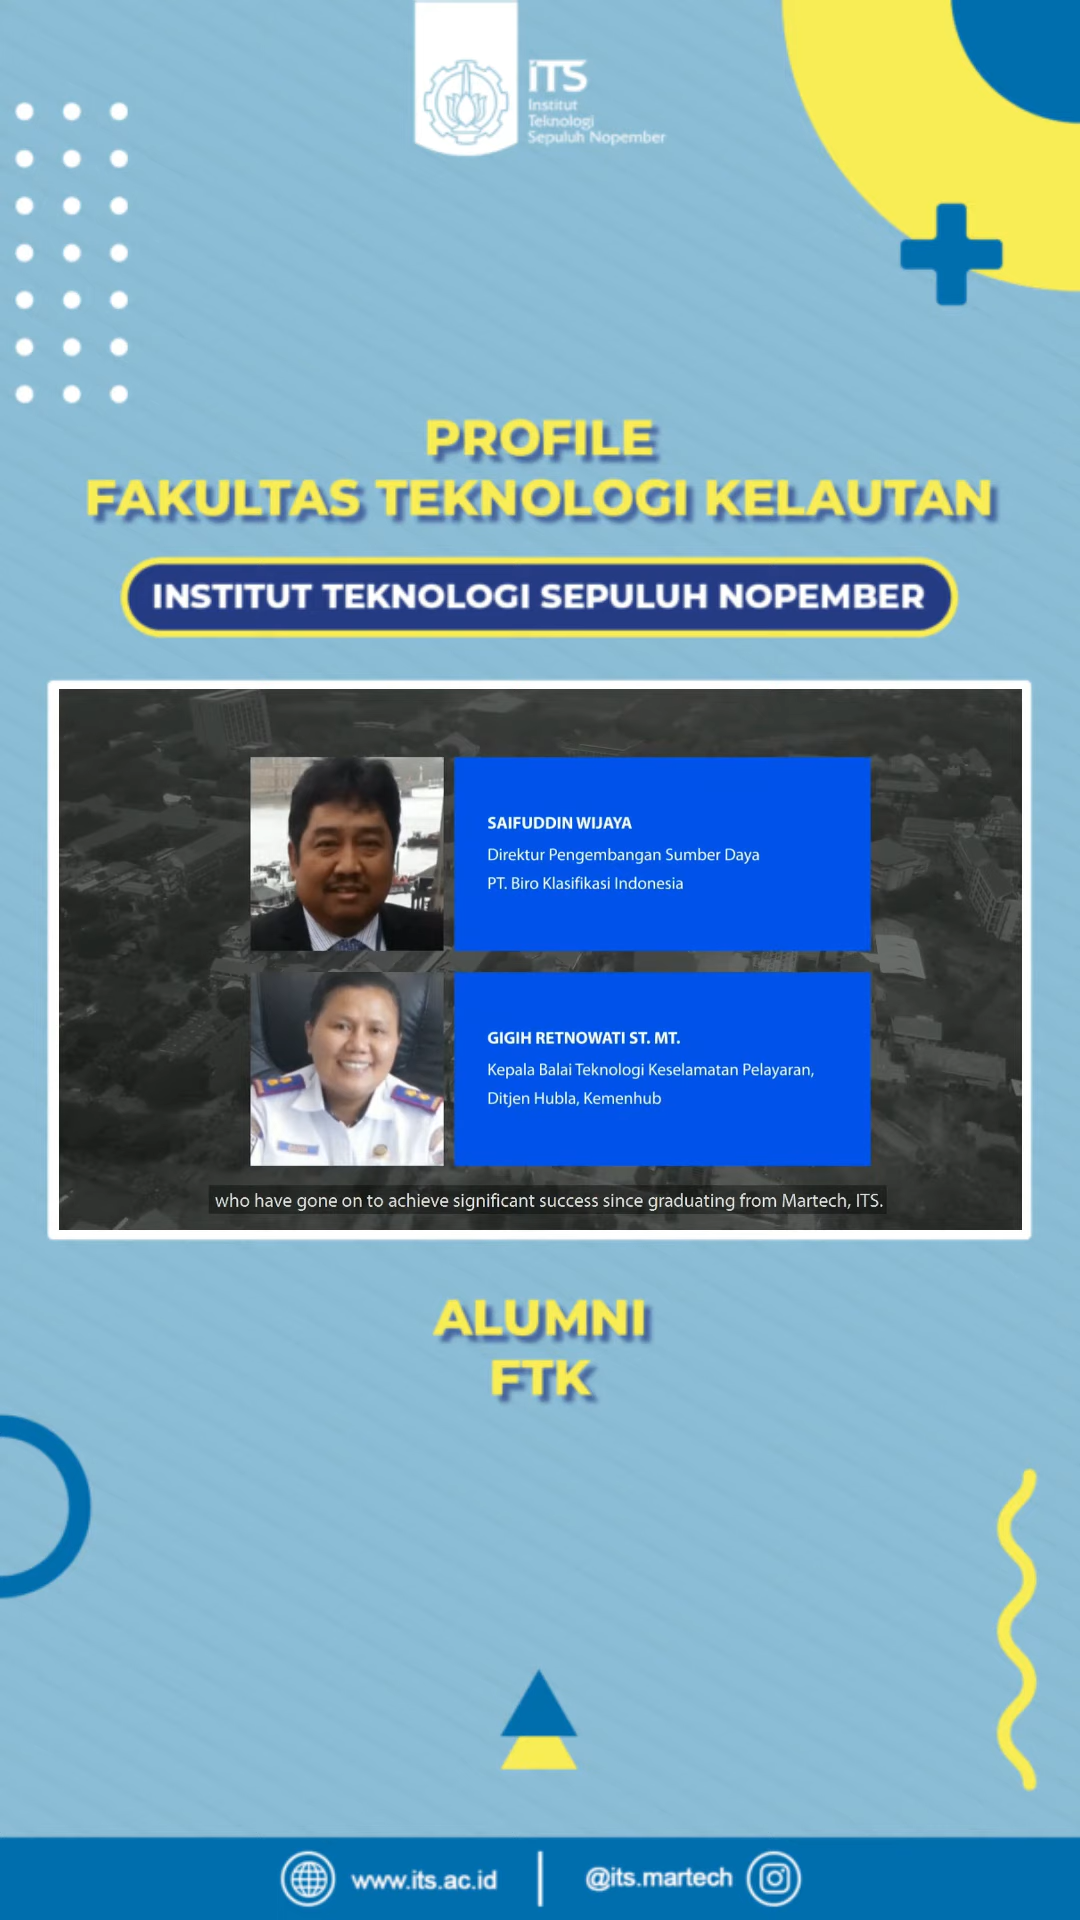 iTS
Institut
Teknologi
Sepuluh Nopember
PROFILE
FAKULTAS TEKNOLOGI KELAUTAN
INSTITUT TEKNOLOGI SEPULUH NOPEMBER
SAIFUDDIN WIJAYA
Direktur Pengembangan Sumber Daya
PT. Biro Klasifikasi Indonesia
GIGIH RETNOWATI ST. MT.
Kepala Balai Teknologi Keselamatan Pelayaran,
Ditjen Hubla, Kemenhub
who have gone on to achieve significant success since graduating from Martech, ITS.
ALUMNI
FTK
www.its.ac.id
@its.martech